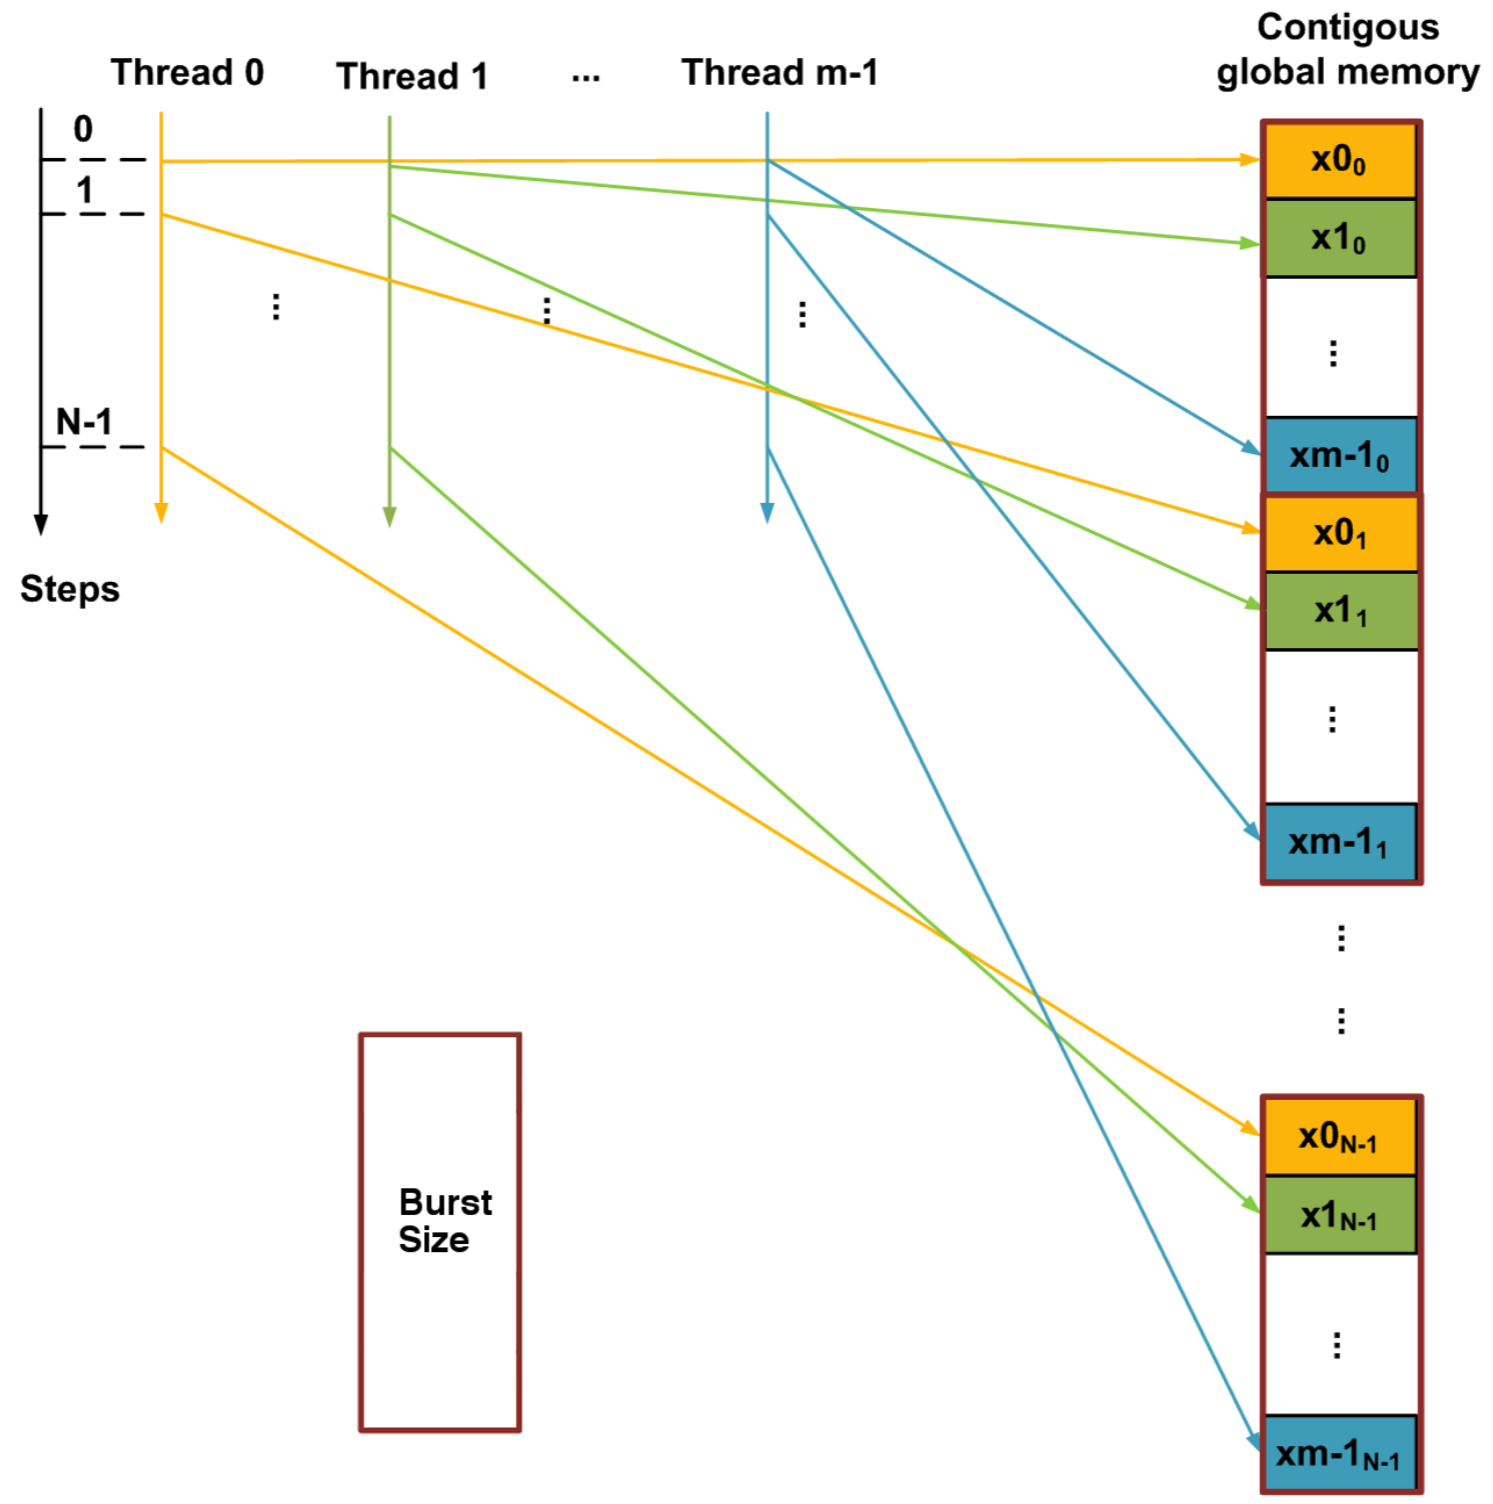 Contigous
global memory
Thread 0
Thread 1
...
Thread m-1
0
1
N-1
Steps
...
...
...
x0₀
x1₀
...
xm-1₀
x0₁
x1₁
...
xm-1₁
...
...
x0N-1
x1N-1
...
xm-1N-1
Burst
Size